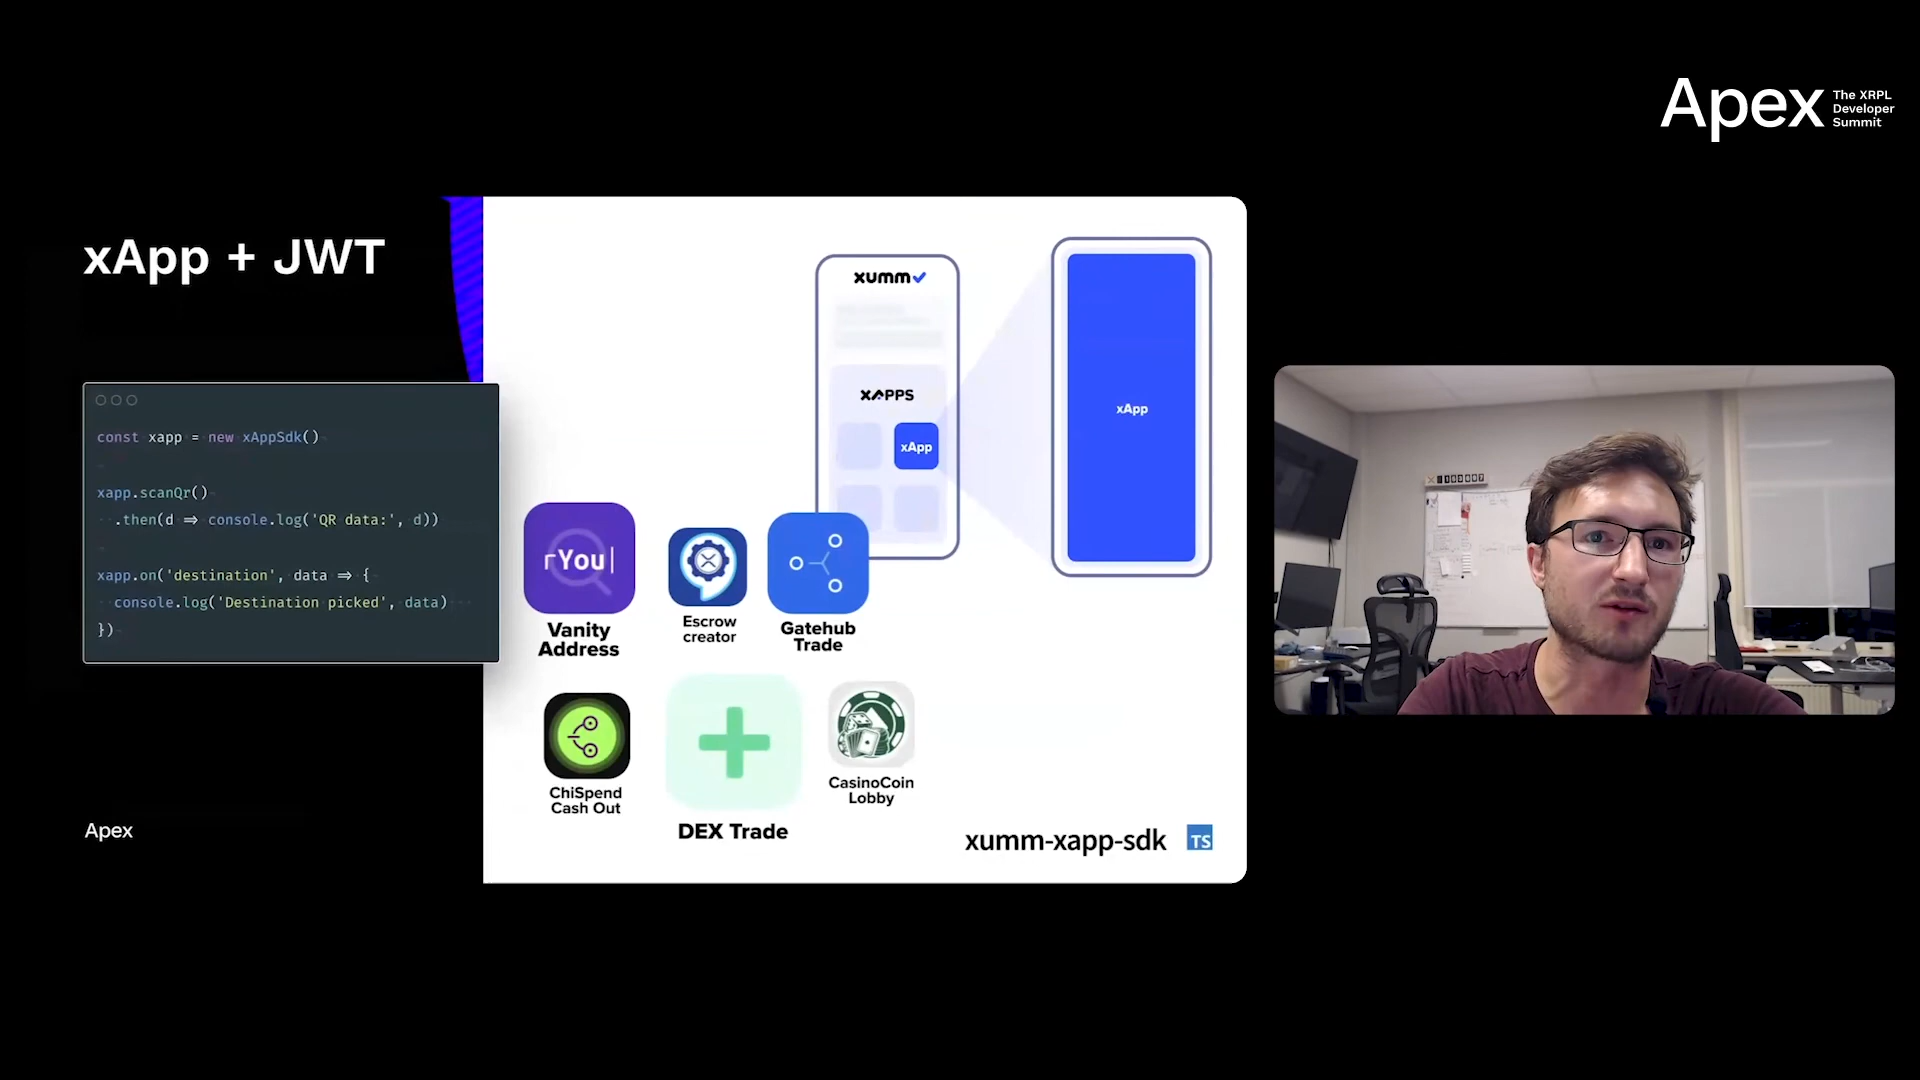 Apex
The XRPL
Developer
Summit
xApp + JWT
const xapp = new xAppSdk()
xapp.scanQr()
.then(d ⇒ console.log('QR data:', d))
xapp.on('destination', data ⇒ {
console.log('Destination picked', data)
})
xumm
XAPPS
xApp
xApp
rYou|
Vanity
Address
Escrow
creator
Gatehub
Trade
ChiSpend
Cash Out
DEX Trade
CasinoCoin
Lobby
xumm-xapp-sdk
TS
Apex